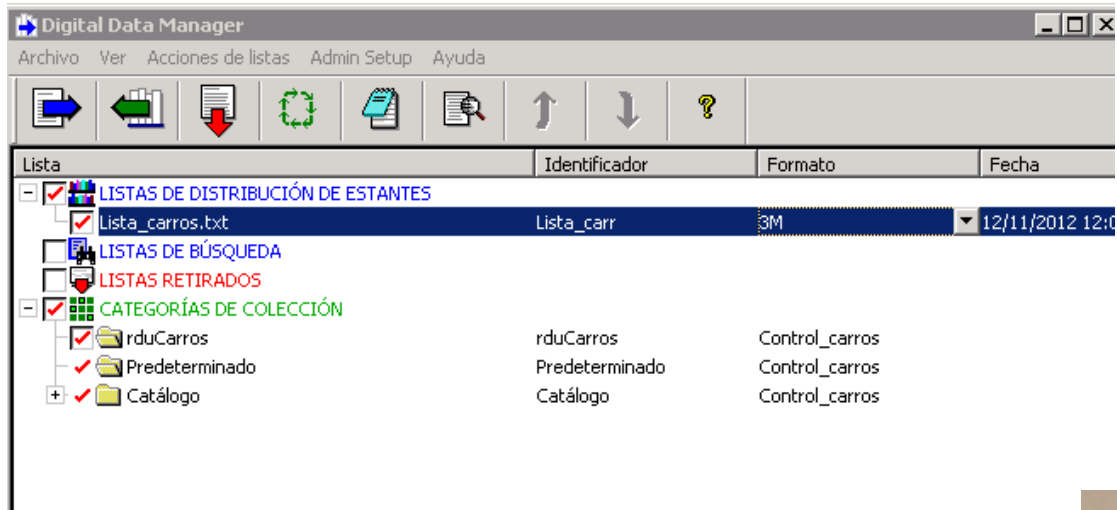 Digital Data Manager
Archivo Ver Acciones de listas Admin Setup Ayuda
Lista Identificador Formato Fecha
LISTAS DE DISTRIBUCIÓN DE ESTANTES
Lista_carros.txt Lista_carr 3M 12/11/2012 12:0
LISTAS DE BÚSQUEDA
LISTAS RETIRADOS
CATEGORÍAS DE COLECCIÓN
rduCarros rduCarros Control_carros
Predeterminado Predeterminado Control_carros
Catálogo Catálogo Control_carros